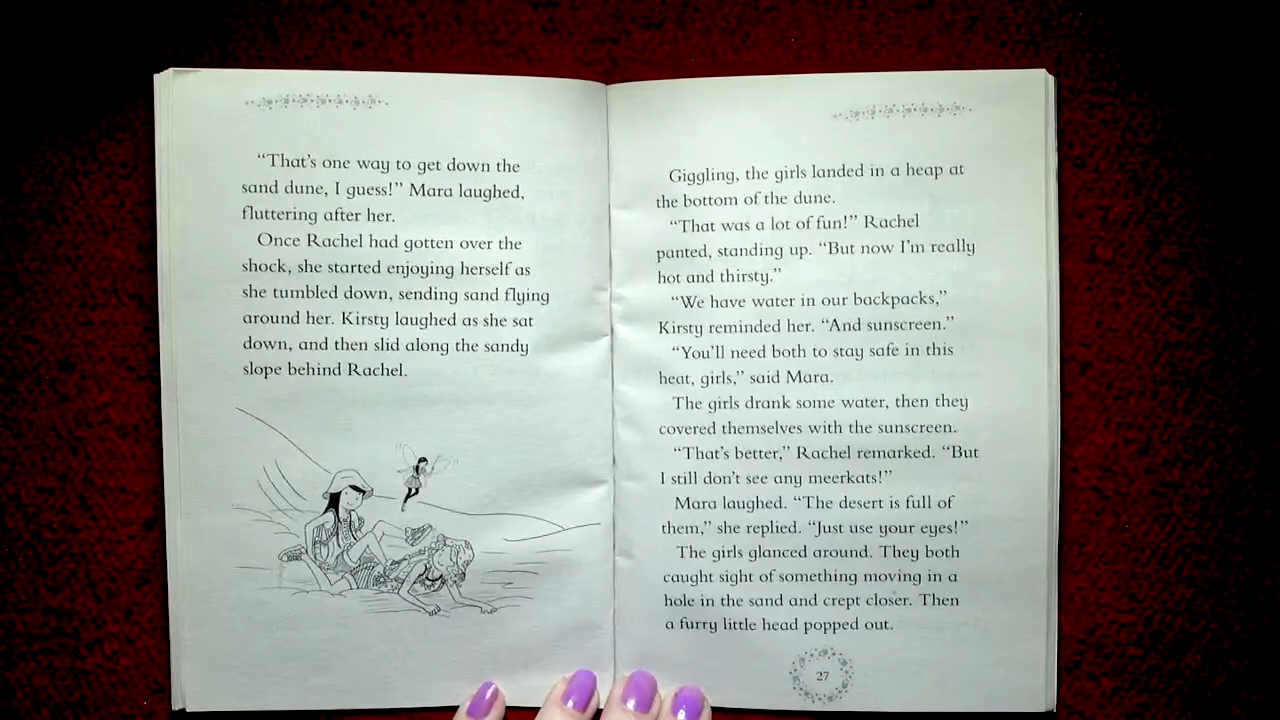 “That’s one way to get down the
sand dune, I guess!” Mara laughed,
fluttering after her.
Once Rachel had gotten over the
shock, she started enjoying herself as
she tumbled down, sending sand flying
around her. Kirsty laughed as she sat
down, and then slid along the sandy
slope behind Rachel.
Giggling, the girls landed in a heap at
the bottom of the dune.
“That was a lot of fun!” Rachel
panted, standing up. “But now I’m really
hot and thirsty.”
“We have water in our backpacks,”
Kirsty reminded her. “And sunscreen.”
“You’ll need both to stay safe in this
heat, girls,” said Mara.
The girls drank some water, then they
covered themselves with the sunscreen.
“That’s better,” Rachel remarked. “But
I still don’t see any meerkats!”
Mara laughed. “The desert is full of
them,” she replied. “Just use your eyes!”
The girls glanced around. They both
caught sight of something moving in a
hole in the sand and crept closer. Then
a furry little head popped out.
27